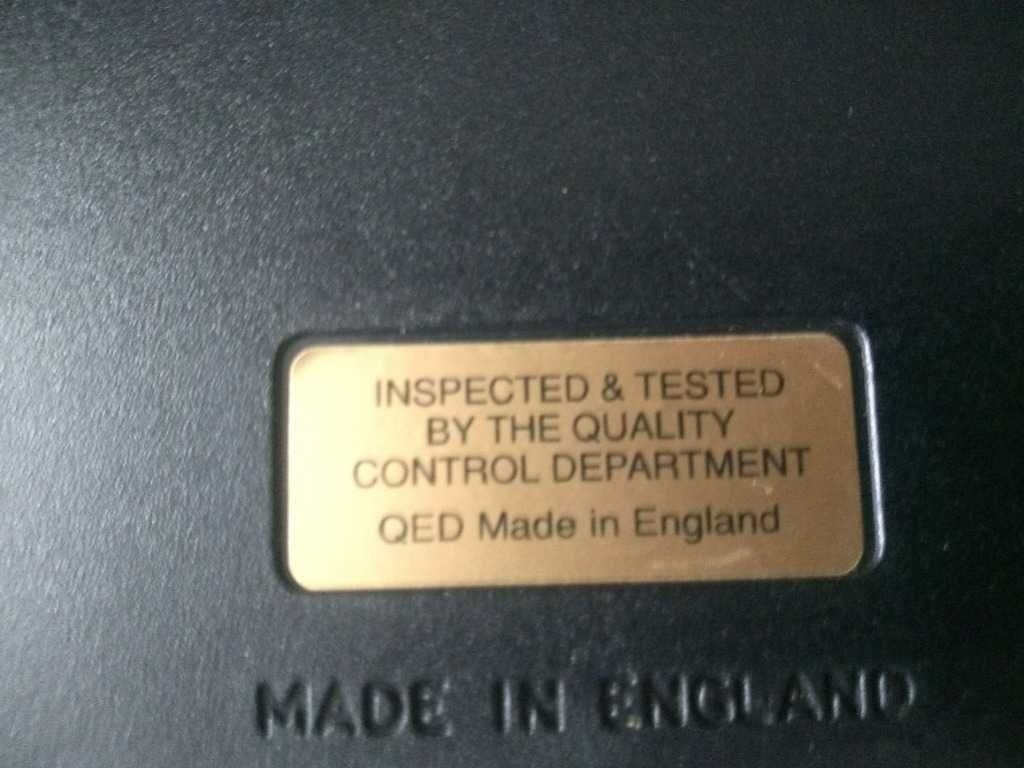 INSPECTED & TESTED
BY THE QUALITY
CONTROL DEPARTMENT
QED Made in England
MADE IN ENGLAND